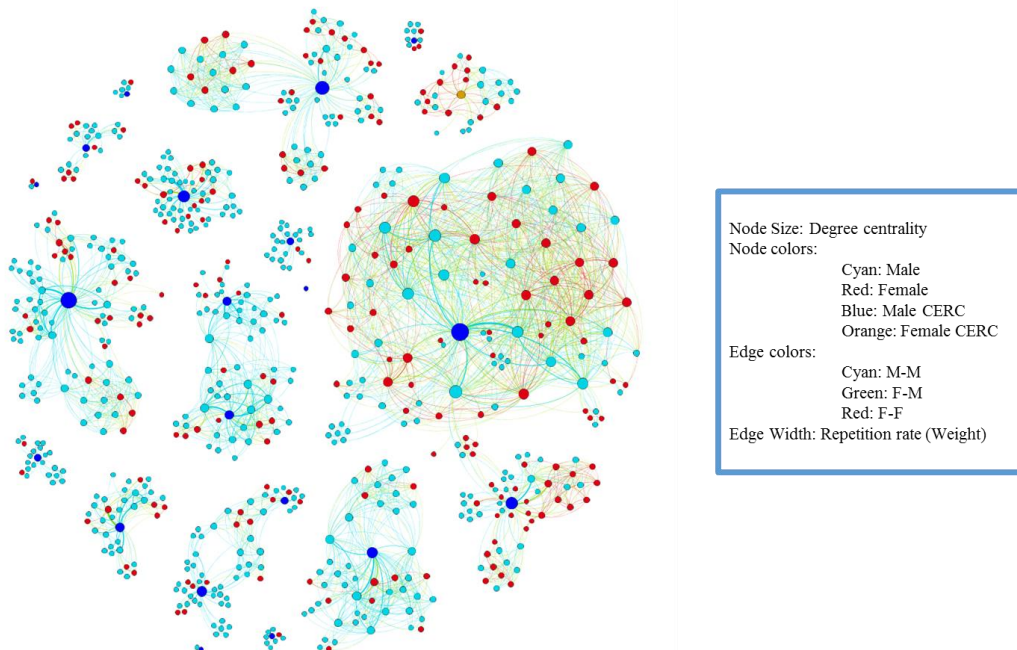 Node Size: Degree centrality
Node colors:
Cyan: Male
Red: Female
Blue: Male CERC
Orange: Female CERC
Edge colors:
Cyan: M-M
Green: F-M
Red: F-F
Edge Width: Repetition rate (Weight)